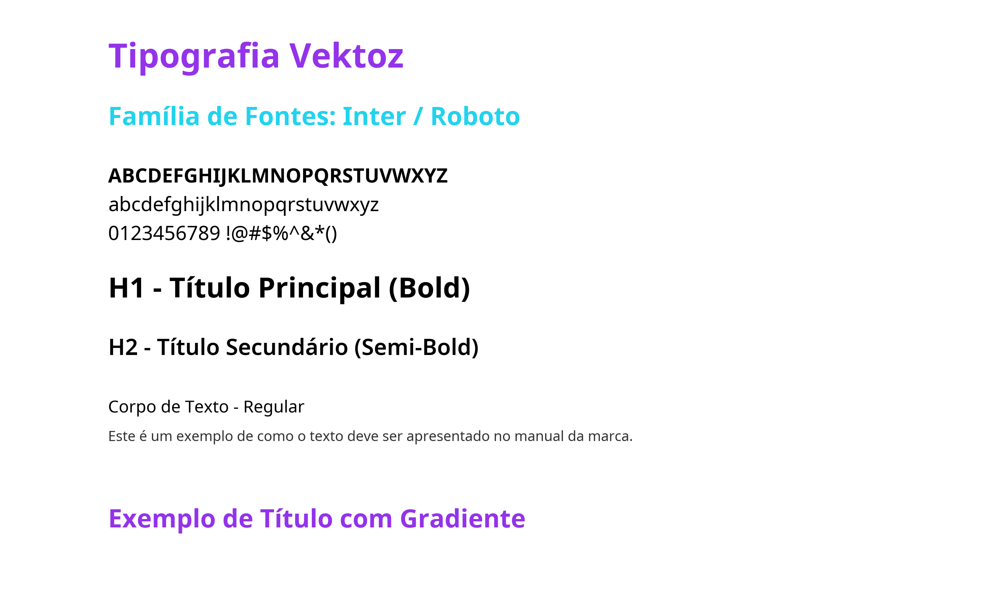 Tipografia Vektoz
Família de Fontes: Inter / Roboto
ABCDEFGHIJKLMNOPQRSTUVWXYZ
abcdefghijklmnopqrstuvwxyz
0123456789 !@#$%^&*()
H1 - Título Principal (Bold)
H2 - Título Secundário (Semi-Bold)
Corpo de Texto - Regular
Este é um exemplo de como o texto deve ser apresentado no manual da marca.
Exemplo de Título com Gradiente